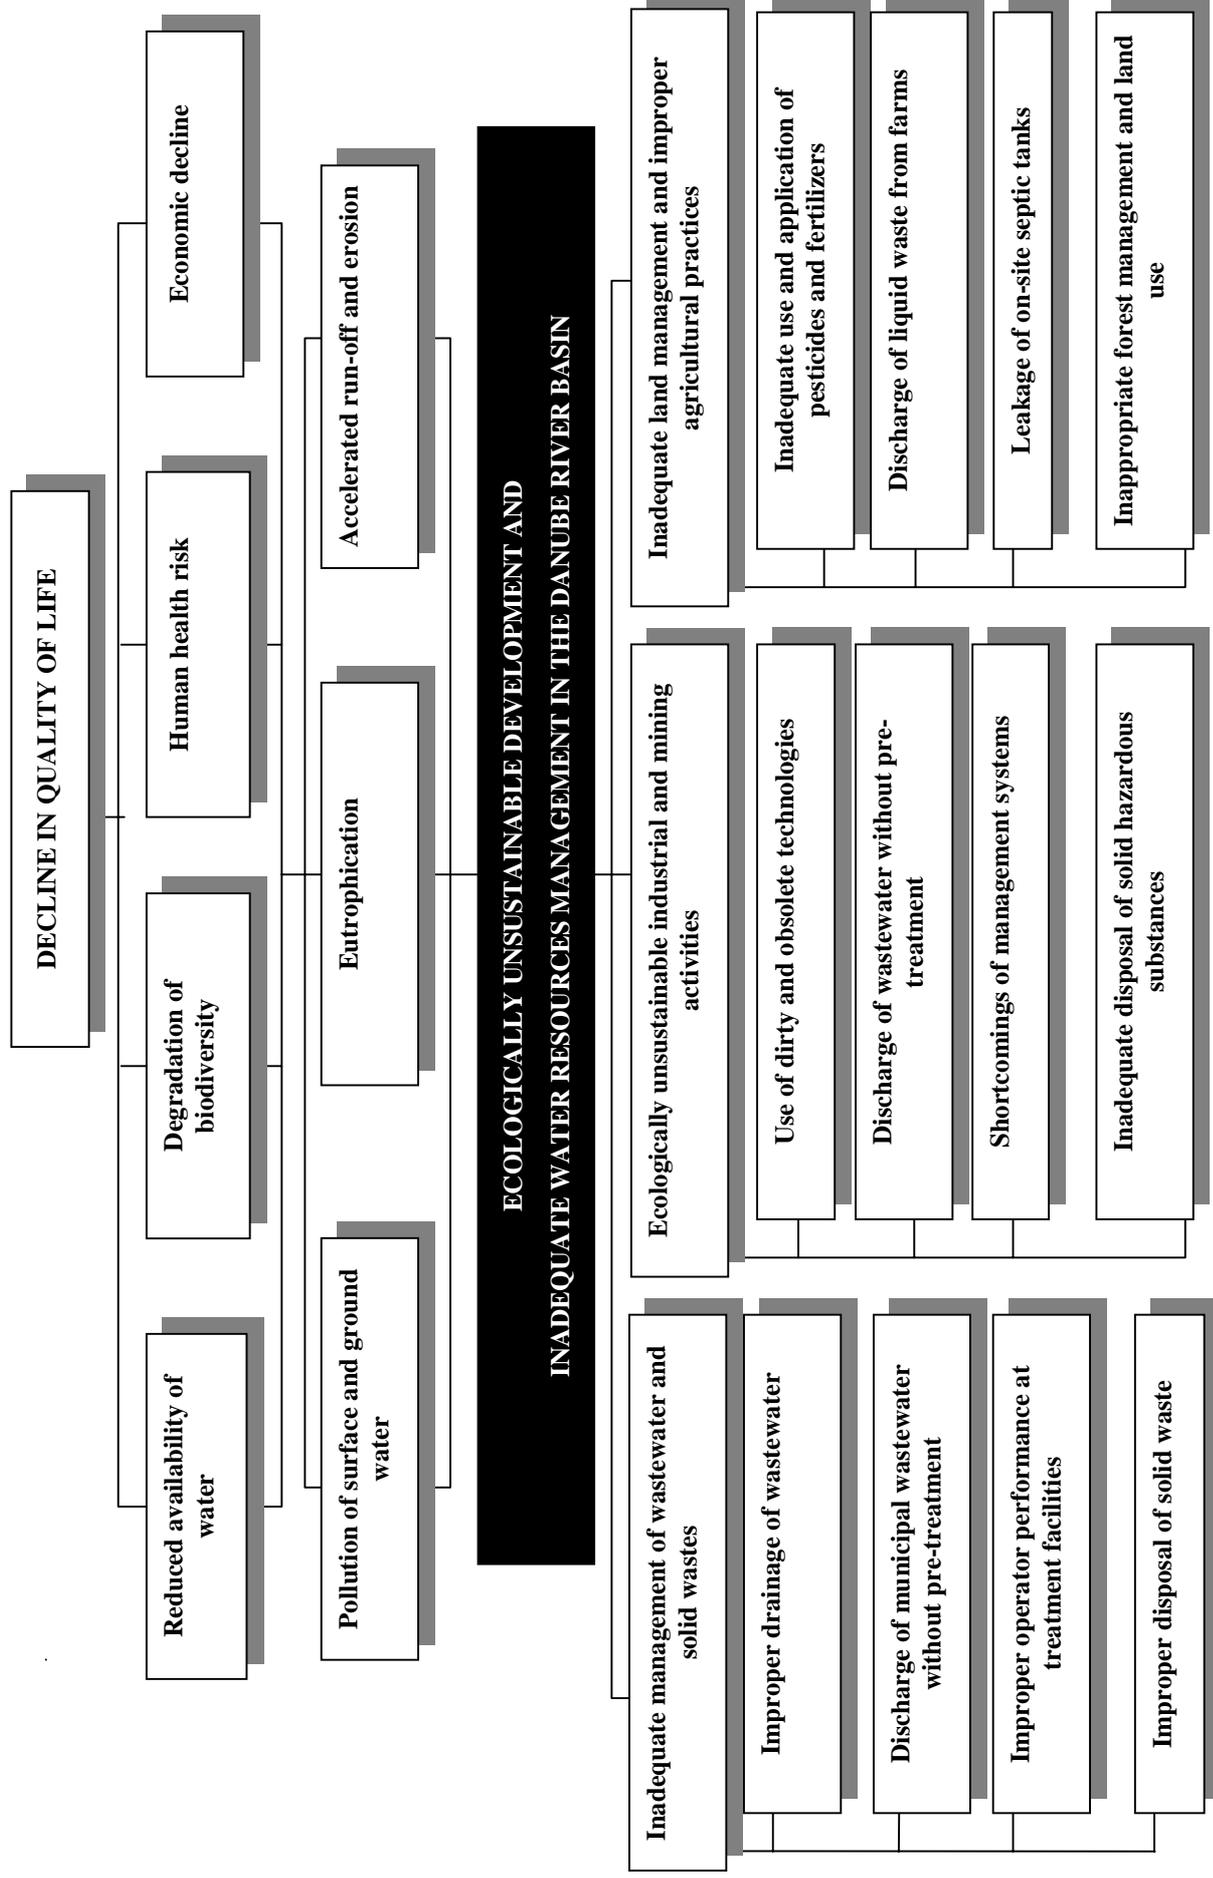 DECLINE IN QUALITY OF LIFE
Reduced availability of
water
Degradation of
biodiversity
Human health risk
Economic decline
Pollution of surface and ground
water
Eutrophication
Accelerated run-off and erosion
ECOLOGICALLY UNSUSTAINABLE DEVELOPMENT AND
INADEQUATE WATER RESOURCES MANAGEMENT IN THE DANUBE RIVER BASIN
Inadequate management of wastewater and
solid wastes
Improper drainage of wastewater
Discharge of municipal wastewater
without pre-treatment
Improper operator performance at
treatment facilities
Improper disposal of solid waste
Ecologically unsustainable industrial and mining
activities
Use of dirty and obsolete technologies
Discharge of wastewater without pre-
treatment
Shortcomings of management systems
Inadequate disposal of solid hazardous
substances
Inadequate land management and improper
agricultural practices
Inadequate use and application of
pesticides and fertilizers
Discharge of liquid waste from farms
Leakage of on-site septic tanks
Inappropriate forest management and land
use